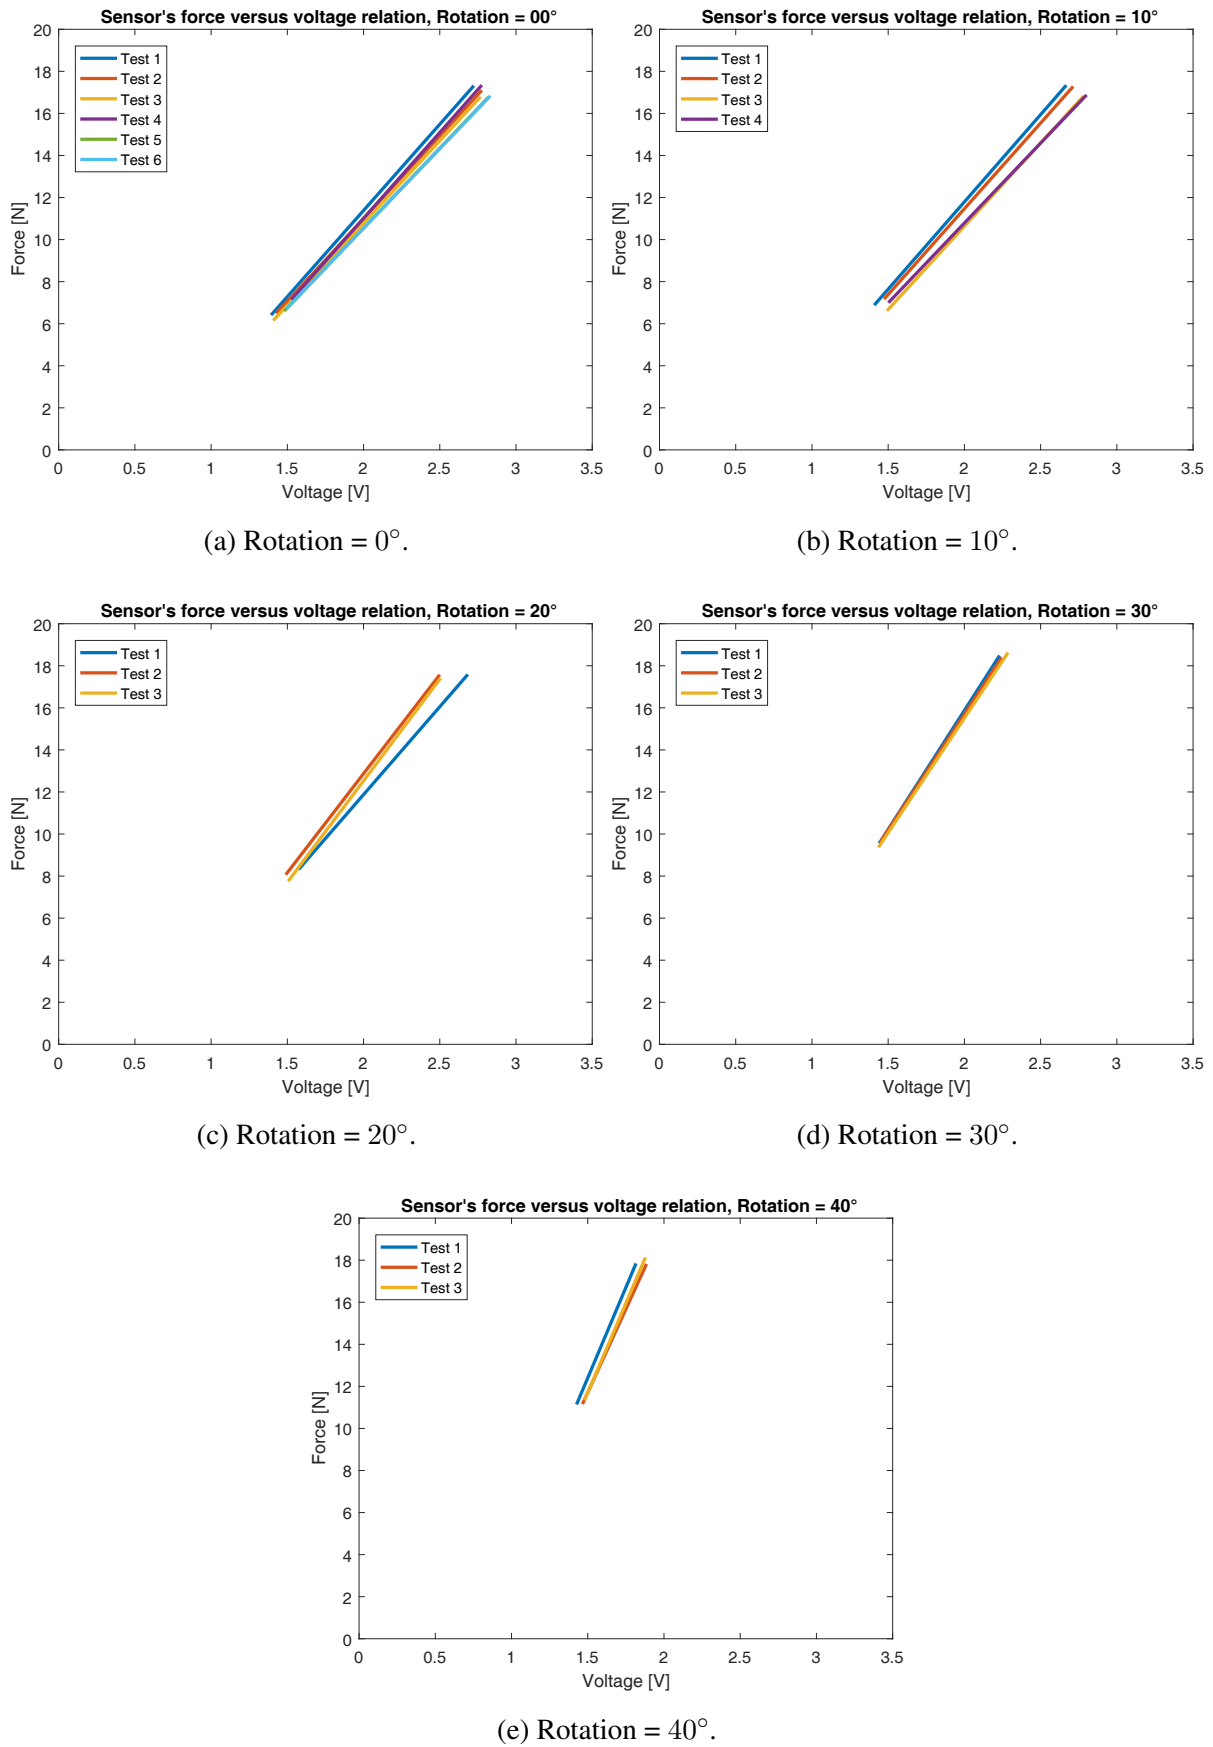 Sensor's force versus voltage relation, Rotation = 00°
Test 1
Test 2
Test 3
Test 4
Test 5
Test 6
20
18
16
14
12
10
8
6
4
2
0
Force [N]
0 0.5 1 1.5 2 2.5 3 3.5
Voltage [V]
(a) Rotation = 0°.
Sensor's force versus voltage relation, Rotation = 10°
Test 1
Test 2
Test 3
Test 4
20
18
16
14
12
10
8
6
4
2
0
Force [N]
0 0.5 1 1.5 2 2.5 3 3.5
Voltage [V]
(b) Rotation = 10°.
Sensor's force versus voltage relation, Rotation = 20°
Test 1
Test 2
Test 3
20
18
16
14
12
10
8
6
4
2
0
Force [N]
0 0.5 1 1.5 2 2.5 3 3.5
Voltage [V]
(c) Rotation = 20°.
Sensor's force versus voltage relation, Rotation = 30°
Test 1
Test 2
Test 3
20
18
16
14
12
10
8
6
4
2
0
Force [N]
0 0.5 1 1.5 2 2.5 3 3.5
Voltage [V]
(d) Rotation = 30°.
Sensor's force versus voltage relation, Rotation = 40°
Test 1
Test 2
Test 3
20
18
16
14
12
10
8
6
4
2
0
Force [N]
0 0.5 1 1.5 2 2.5 3 3.5
Voltage [V]
(e) Rotation = 40°.